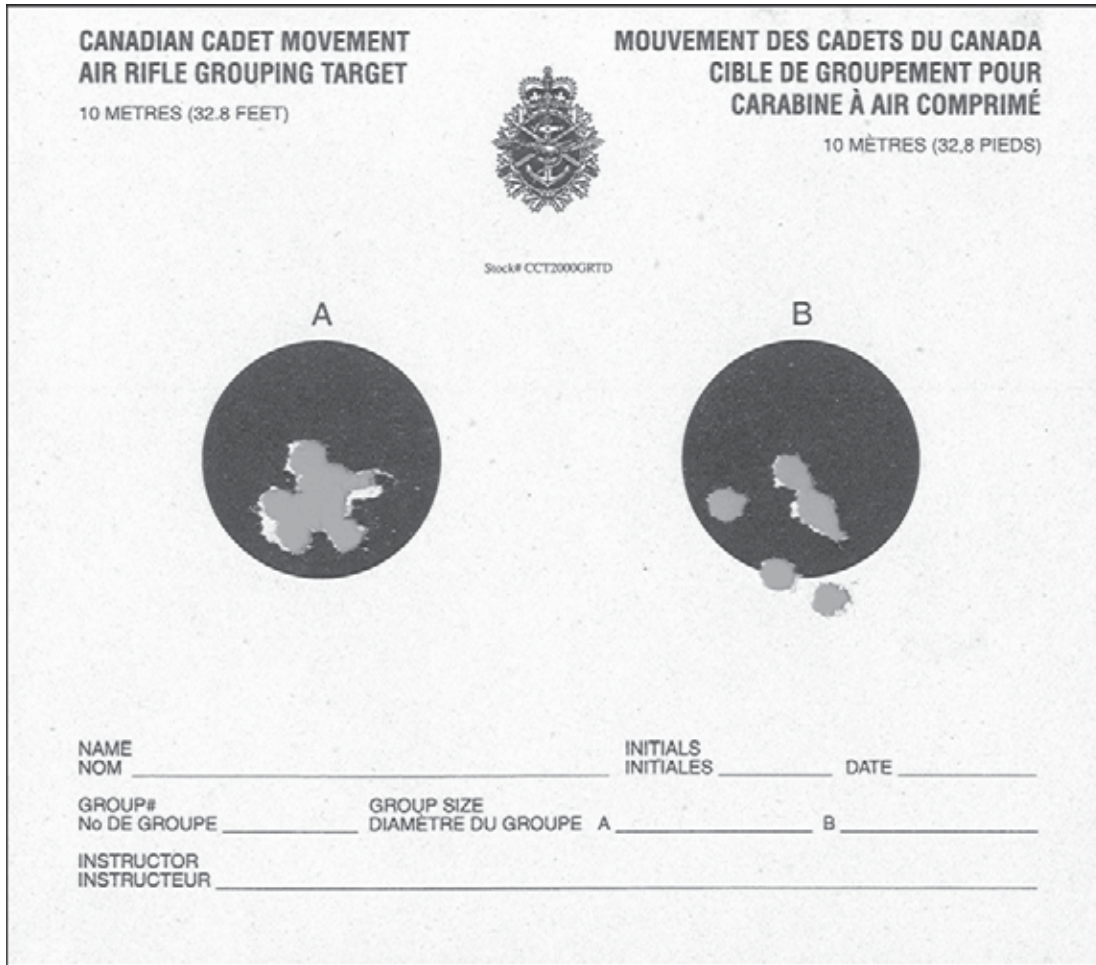 CANADIAN CADET MOVEMENT
AIR RIFLE GROUPING TARGET
10 METRES (32.8 FEET)
MOUVEMENT DES CADETS DU CANADA
CIBLE DE GROUPEMENT POUR
CARABINE À AIR COMPRIMÉ
10 MÈTRES (32,8 PIEDS)
Stock# CCT2000GRTD
A
B
NAME
NOM
INITIALS
INITIALES
DATE
GROUP#
No DE GROUPE
GROUP SIZE
DIAMÈTRE DU GROUPE A
B
INSTRUCTOR
INSTRUCTEUR